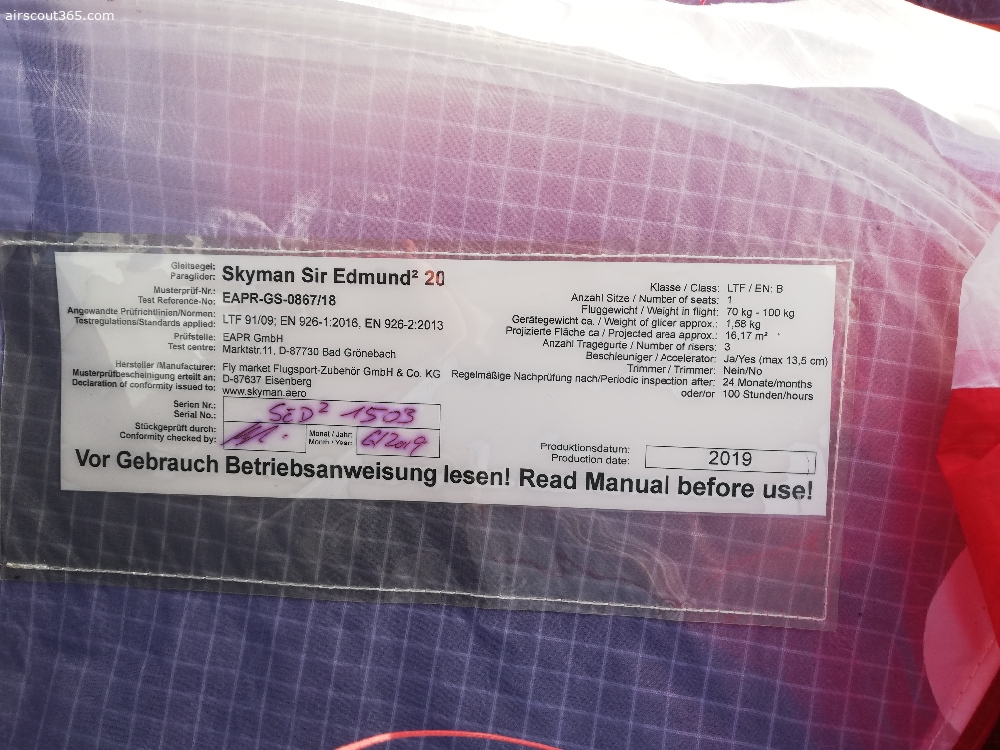 airscout365.com
Gleitsegel:
Paraglider: Skyman Sir Edmund² 20
Musterprüf-Nr.:
Test Reference-No: EAPR-GS-0867/18
Angewandte Prüfrichtlinien/Normen:
Testregulations/Standards applied: LTF 91/09; EN 926-1:2016, EN 926-2:2013
Prüfstelle: EAPR GmbH
Test centre: Marktstr.11, D-87730 Bad Grönebach
Hersteller /Manufacturer: Fly market Flugsport-Zubehör GmbH & Co. KG
Musterprüfbescheinigung erteilt an: D-87637 Eisenberg
Declaration of conformity issued to: www.skyman.aero
Serien Nr.:
Serial No.: SED² 1503
Stückgeprüft durch:
Conformity checked by:
Monat / Jahr:
Month / Year: 6/2019
Klasse / Class: LTF / EN: B
Anzahl Sitze / Number of seats: 1
Fluggewicht / Weight in flight: 70 kg - 100 kg
Gerätegewicht ca. / Weight of glicer approx.: 1,58 kg
Projizierte Fläche ca / Projected area approx.: 16,17 m²
Anzahl Tragegurte / Number of risers: 3
Beschleuniger / Accelerator: Ja/Yes (max 13,5 cm)
Trimmer / Trimmer: Nein/No
Regelmäßige Nachprüfung nach/Periodic inspection after: 24 Monate/months
oder/or 100 Stunden/hours
Produktionsdatum:
Production date: 2019
Vor Gebrauch Betriebsanweisung lesen! Read Manual before use!